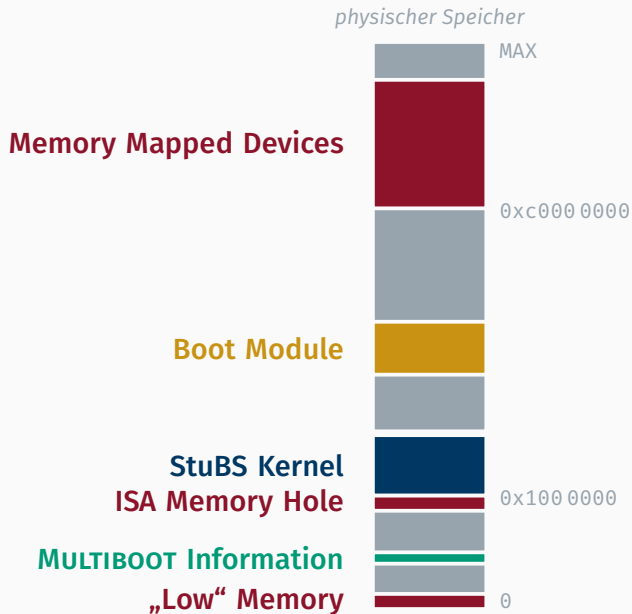 physischer Speicher
MAX
Memory Mapped Devices
0xc000 0000
Boot Module
StuBS Kernel
ISA Memory Hole
0x100 0000
MULTIBOOT Information
„Low“ Memory
0